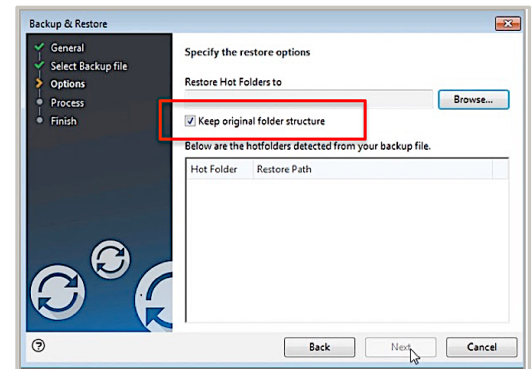 Backup & Restore
General
Select Backup file
Options
Process
Finish
Specify the restore options
Restore Hot Folders to
Browse...
Keep original folder structure
Below are the hotfolders detected from your backup file.
Hot Folder Restore Path
Back Next Cancel